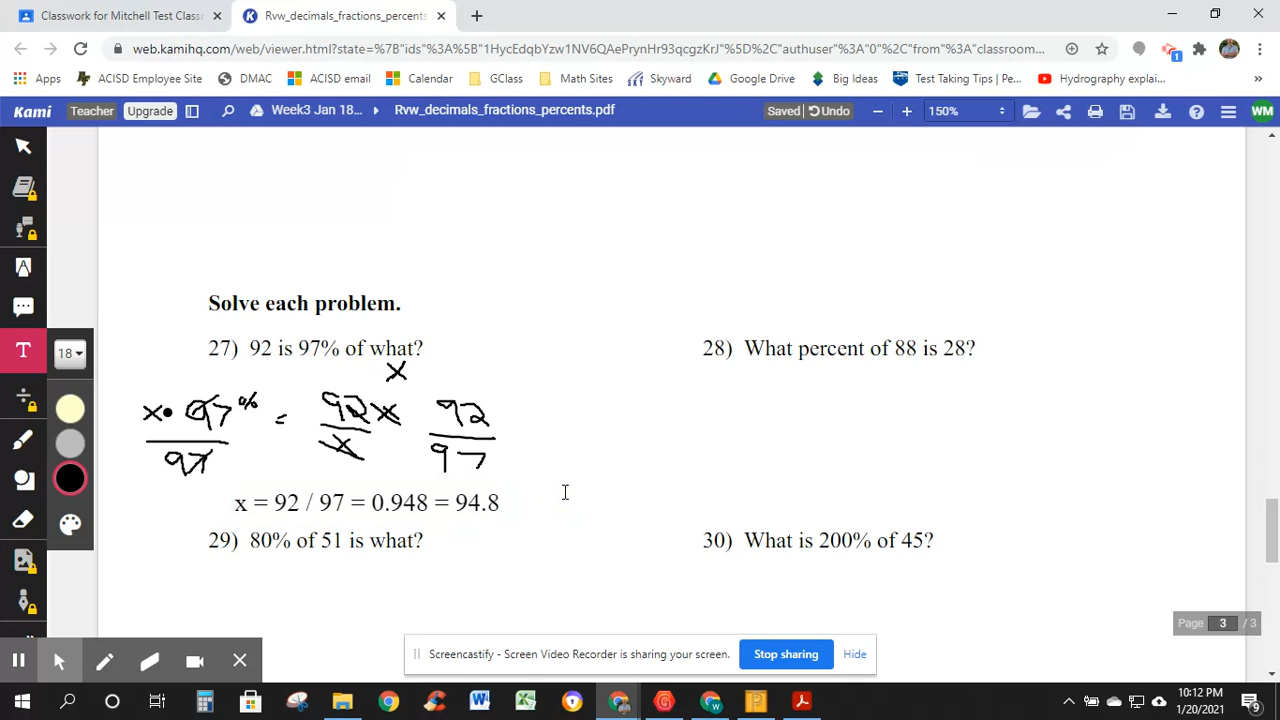 Classwork for Mitchell Test Classr
Rvw_decimals_fractions_percents
web.kamihq.com/web/viewer.html?state=%7B"ids"%3A%5B"1HycEdqbYzw1NV6QAePrynHr93qcgzKrJ"%5D%2C"authuser"%3A"0"%2C"from"%3A"classroom...
1
Apps ACISD Employee Site DMAC ACISD email Calendar GClass Math Sites Skyward Google Drive Big Ideas Test Taking Tips | Pe... Hydrography explai... »
Kami Teacher Upgrade Week3 Jan 18... Rvw_decimals_fractions_percents.pdf Saved Undo 150% WM
Solve each problem.
27) 92 is 97% of what? 28) What percent of 88 is 28?
x
x • 97% = 92x 92
97 x 97
T 18
x = 92 / 97 = 0.948 = 94.8
29) 80% of 51 is what? 30) What is 200% of 45?
Page 3 / 3
Screencastify - Screen Video Recorder is sharing your screen. Stop sharing Hide
10:12 PM
1/20/2021
9